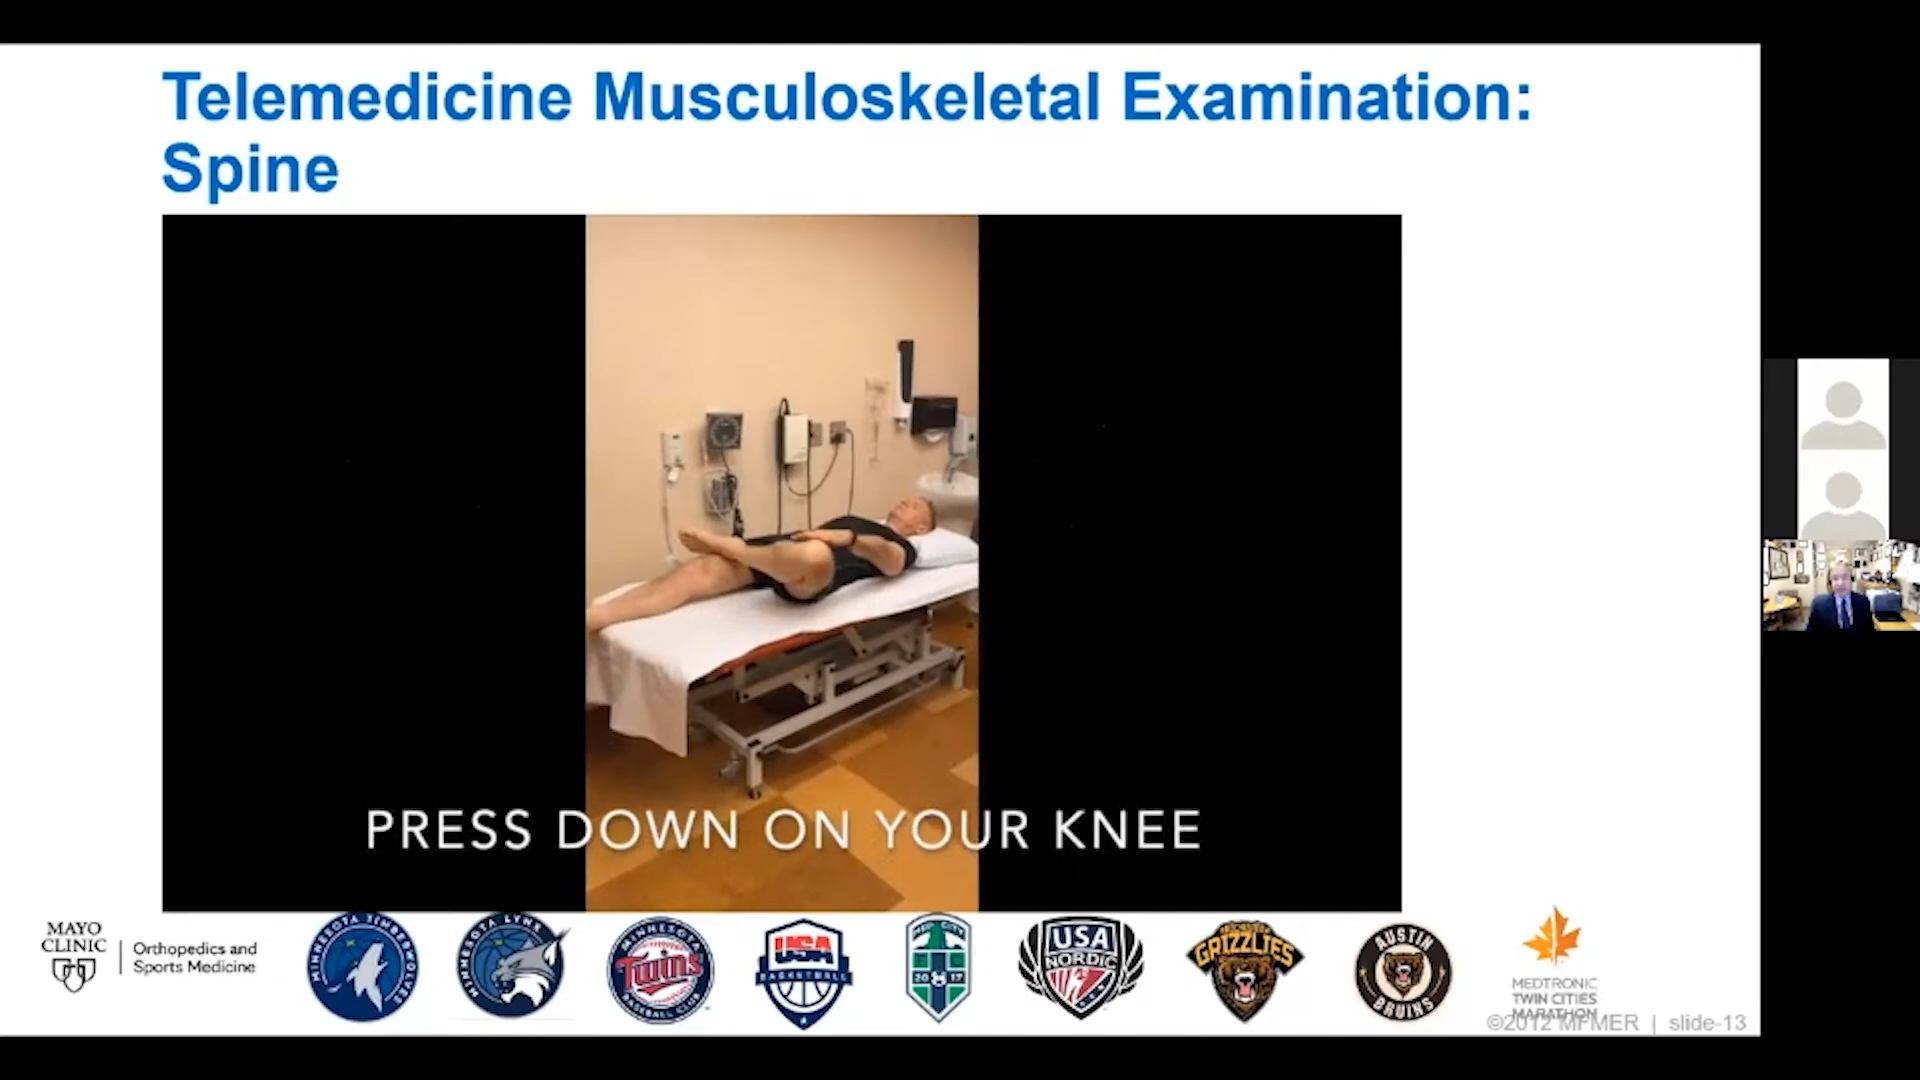 Telemedicine Musculoskeletal Examination:
Spine
PRESS DOWN ON YOUR KNEE
MAYO
CLINIC
Orthopedics and
Sports Medicine
MINNESOTA TIMBERWOLVES
MINNESOTA LYNX
MINNESOTA
Twins
BASEBALL CLUB
USA
BASKETBALL
MED CITY
2017
USA
NORDIC
GRIZZLIES
AUSTIN
BRUINS
MEDTRONIC
TWIN CITIES
MARATHON
©2012 MFMER | slide-13